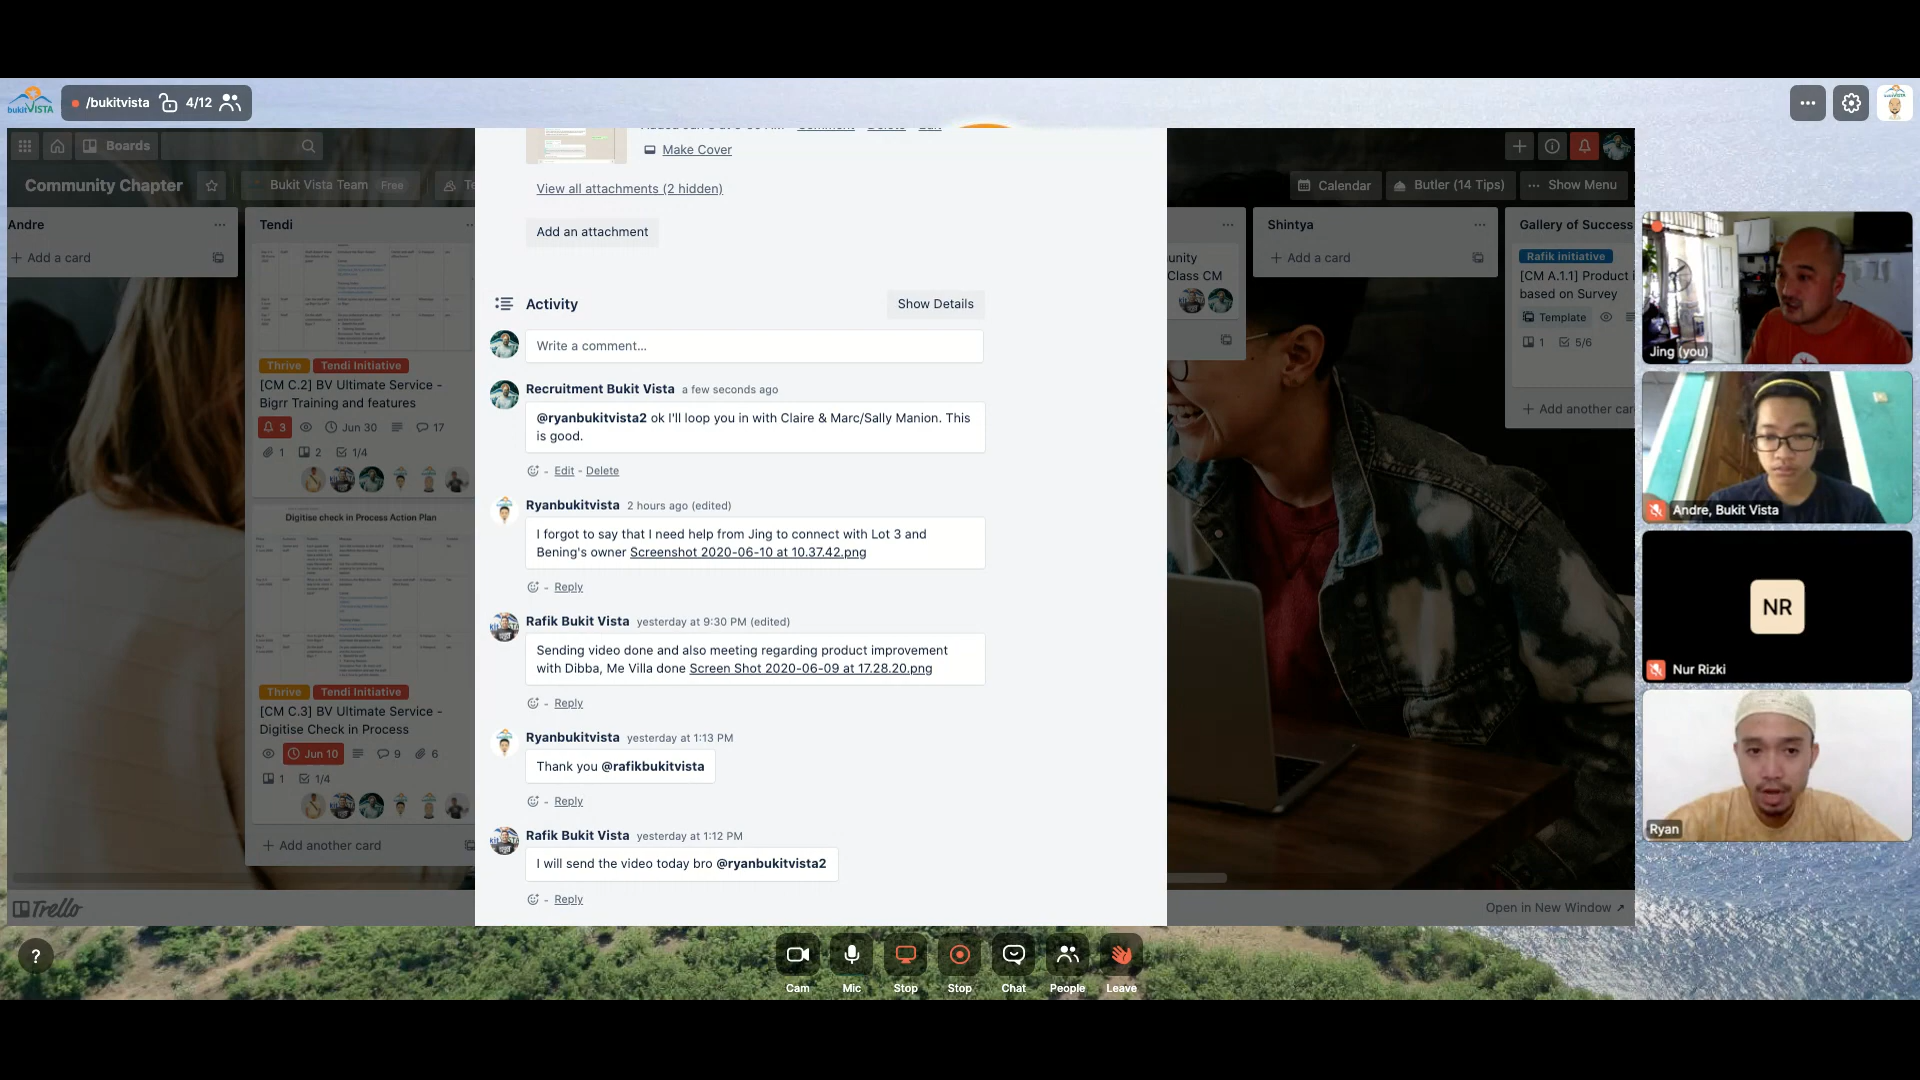 bukitVISTA
/bukitvista
4/12
Boards
Community Chapter
Bukit Vista Team
Free
Te
Calendar
Butler (14 Tips)
Show Menu
Andre
Add a card
Tendi
Thrive
Tendi Initiative
[CM C.2] BV Ultimate Service -
Bigrr Training and features
3
Jun 30
17
1
2
1/4
Digitise check in Process Action Plan
Thrive
Tendi Initiative
[CM C.3] BV Ultimate Service -
Digitise Check in Process
Jun 10
9
6
1
1/4
Add another card
Trello
Make Cover
View all attachments (2 hidden)
Add an attachment
Activity
Show Details
Write a comment...
Recruitment Bukit Vista a few seconds ago
@ryanbukitvista2 ok I'll loop you in with Claire & Marc/Sally Manion. This
is good.
- Edit - Delete
Ryanbukitvista 2 hours ago (edited)
I forgot to say that I need help from Jing to connect with Lot 3 and
Bening's owner Screenshot 2020-06-10 at 10.37.42.png
- Reply
Rafik Bukit Vista yesterday at 9:30 PM (edited)
Sending video done and also meeting regarding product improvement
with Dibba, Me Villa done Screen Shot 2020-06-09 at 17.28.20.png
- Reply
Ryanbukitvista yesterday at 1:13 PM
Thank you @rafikbukitvista
- Reply
Rafik Bukit Vista yesterday at 1:12 PM
I will send the video today bro @ryanbukitvista2
- Reply
unity
Class CM
Shintya
Add a card
Gallery of Success
Rafik initiative
[CM A.1.1] Product i
based on Survey
Template
1
5/6
Add another car
Open in New Window
Jing (you)
Andre, Bukit Vista
NR
Nur Rizki
Ryan
?
Cam
Mic
Stop
Stop
Chat
People
Leave